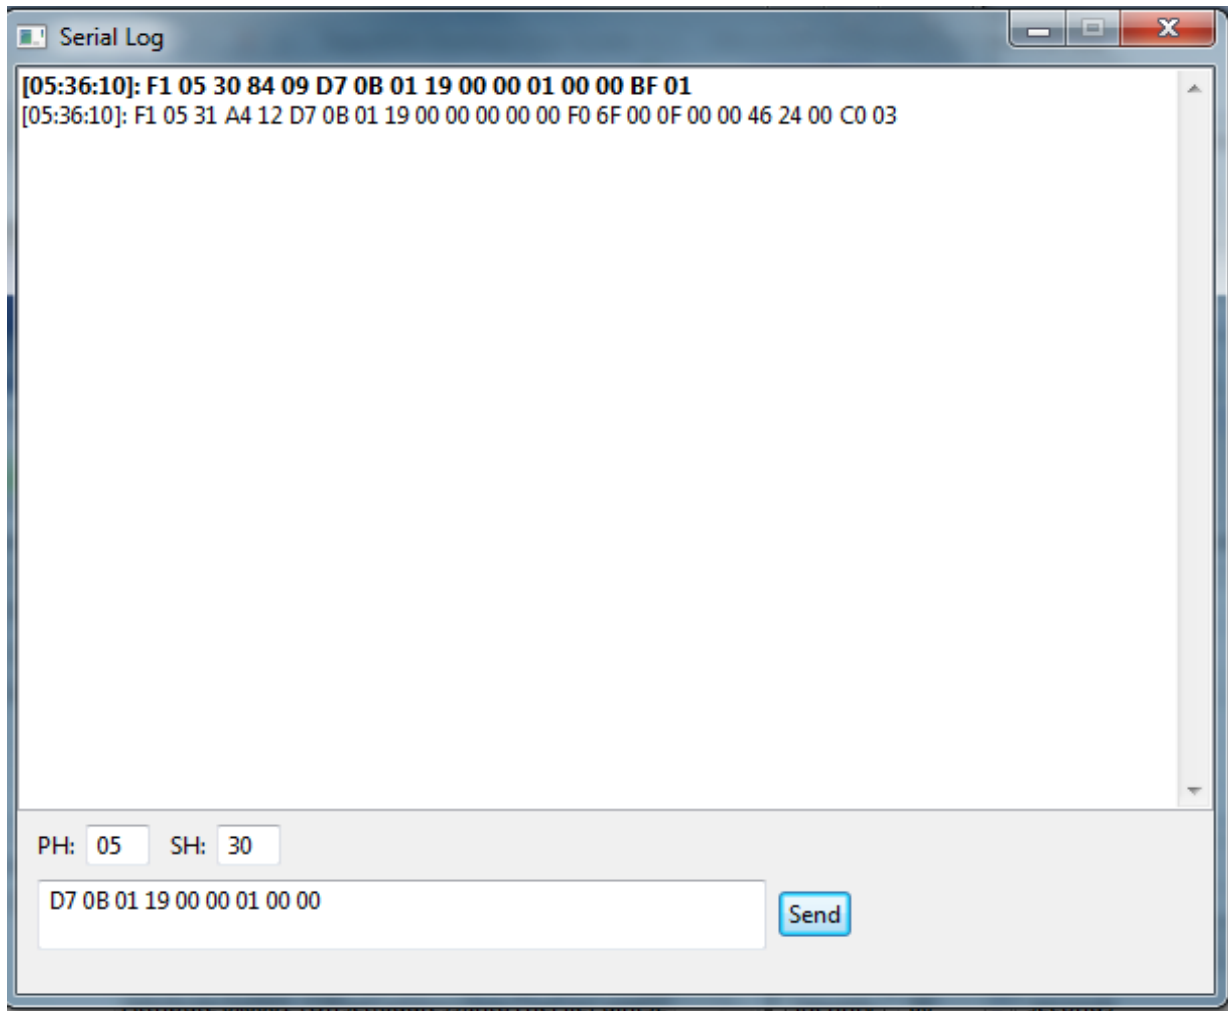 Serial Log
[05:36:10]: F1 05 30 84 09 D7 0B 01 19 00 00 01 00 00 BF 01
[05:36:10]: F1 05 31 A4 12 D7 0B 01 19 00 00 00 00 00 F0 6F 00 0F 00 00 46 24 00 C0 03
PH: 05 SH: 30
D7 0B 01 19 00 00 01 00 00
Send